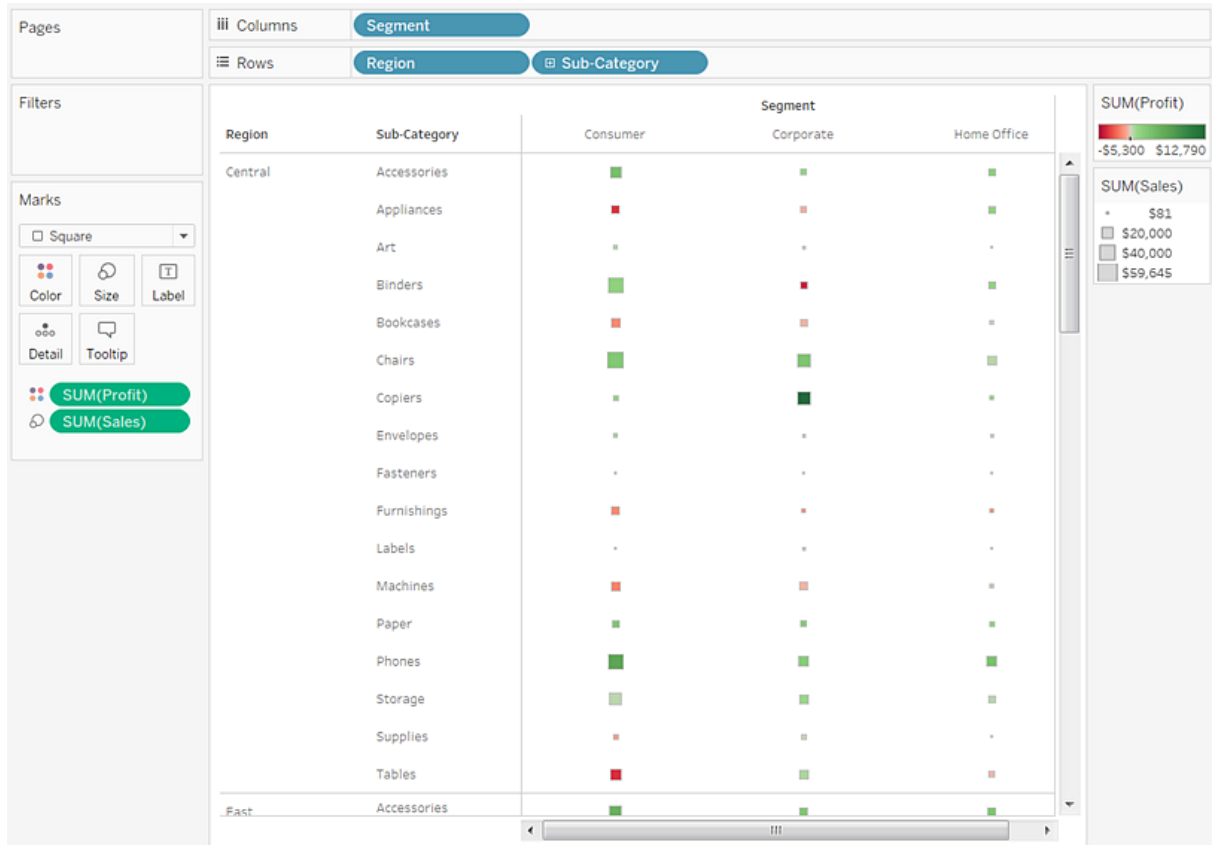 Pages
Columns Segment
Rows Region Sub-Category
Filters
Marks
Square
Color Size Label
Detail Tooltip
SUM(Profit)
SUM(Sales)
Segment
Region Sub-Category Consumer Corporate Home Office
Central Accessories
Appliances
Art
Binders
Bookcases
Chairs
Copiers
Envelopes
Fasteners
Furnishings
Labels
Machines
Paper
Phones
Storage
Supplies
Tables
East Accessories
SUM(Profit)
-$5,300 $12,790
SUM(Sales)
$81
$20,000
$40,000
$59,645